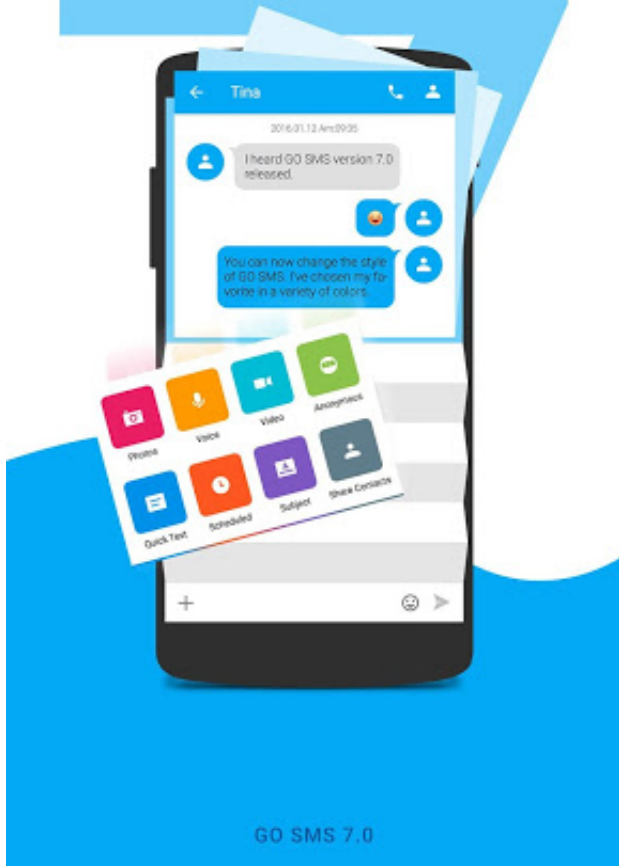 Tina
2016.01.12 Am:09:35
I heard GO SMS version 7.0
released.
You can now change the style
of GO SMS. I've chosen my fa-
vorite in a variety of colors.
Photos
Voice
Video
Anonymous
Quick Text
Scheduled
Subject
Share Contacts
GO SMS 7.0